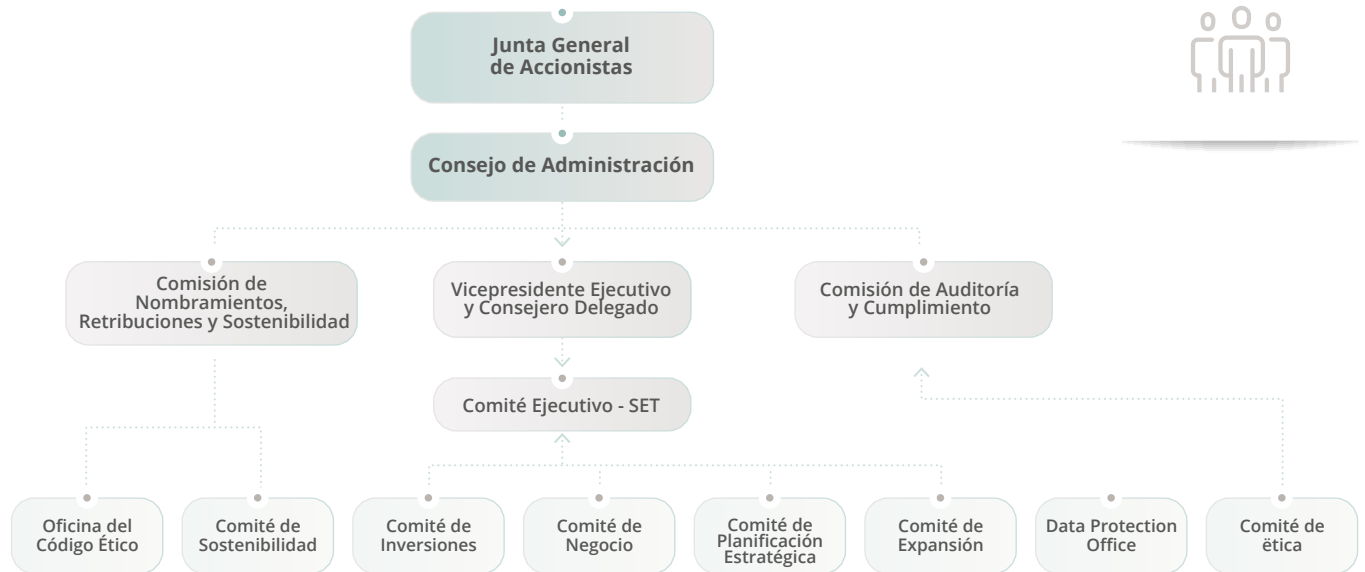 Junta General
de Accionistas
Consejo de Administración
Comisión de
Nombramientos,
Retribuciones y Sostenibilidad
Vicepresidente Ejecutivo
y Consejero Delegado
Comisión de Auditoría
y Cumplimiento
Comité Ejecutivo - SET
Oficina del
Código Ético
Comité de
Sostenibilidad
Comité de
Inversiones
Comité de
Negocio
Comité de
Planificación
Estratégica
Comité de
Expansión
Data Protection
Office
Comité de
ëtica